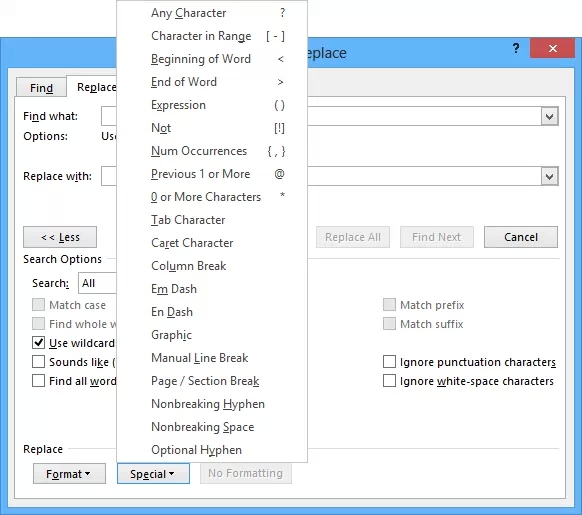 Any Character ?
Character in Range [ - ]
place ? ×
Beginning of Word <
Find Replace End of Word >
Find what: Expression ( )
Options: Use Not [!]
Num Occurrences { , }
Replace with: Previous 1 or More @
0 or More Characters *
Tab Character
<< Less Caret Character Replace All Find Next Cancel
Search Options Column Break
Search: All Em Dash
Match case En Dash Match prefix
Find whole w Match suffix
Graphic
Use wildcard Manual Line Break
Sounds like ( Ignore punctuation characters
Find all word Page / Section Break Ignore white-space characters
Nonbreaking Hyphen
Nonbreaking Space
Replace Optional Hyphen
Format Special No Formatting